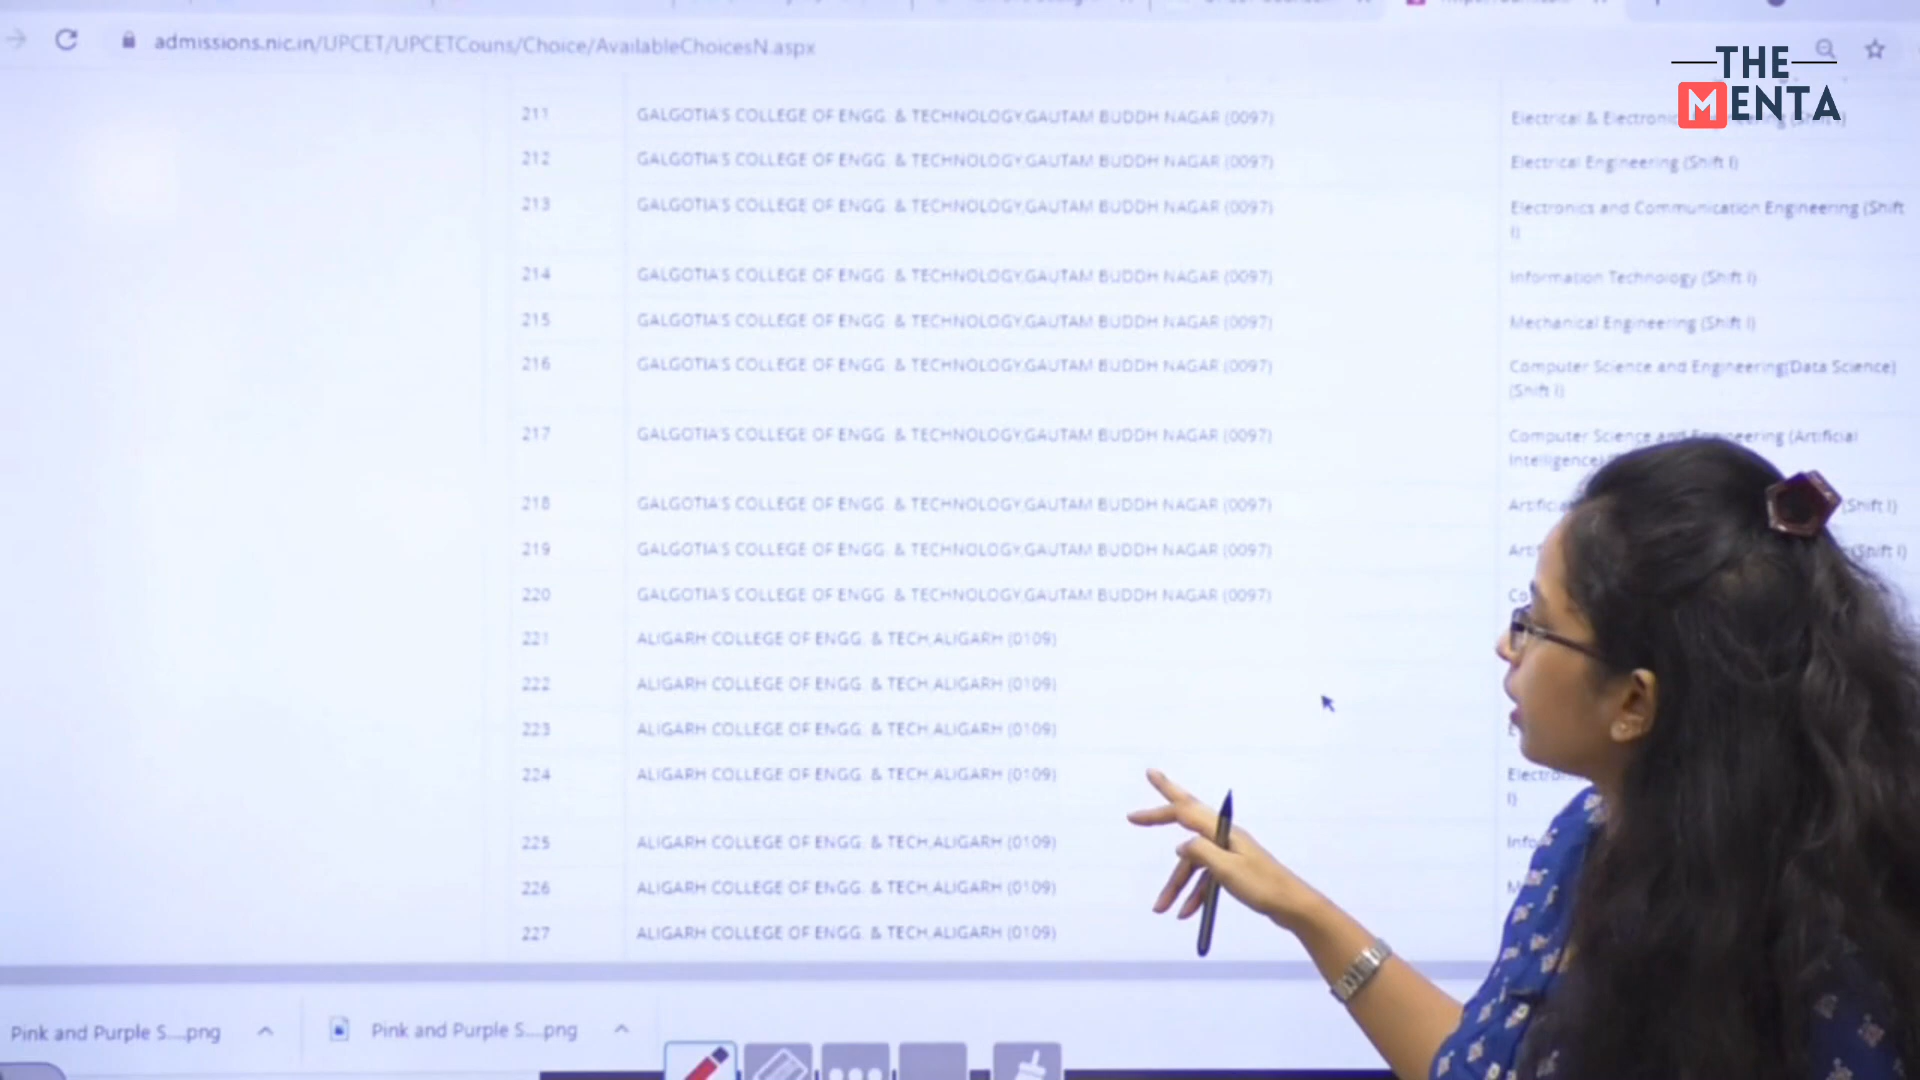 admissions.nic.in/UPCET/UPCETCouns/Choice/AvailableChoicesN.aspx
THE
MENTA
211 GALGOTIA'S COLLEGE OF ENGG. & TECHNOLOGY,GAUTAM BUDDH NAGAR (0097) Electrical &
212 GALGOTIA'S COLLEGE OF ENGG. & TECHNOLOGY,GAUTAM BUDDH NAGAR (0097) Electrical Engineering (Shift I)
213 GALGOTIA'S COLLEGE OF ENGG. & TECHNOLOGY,GAUTAM BUDDH NAGAR (0097) Electronics and Communication Engineering (Shift
I)
214 GALGOTIA'S COLLEGE OF ENGG. & TECHNOLOGY,GAUTAM BUDDH NAGAR (0097) Information Technology (Shift I)
215 GALGOTIA'S COLLEGE OF ENGG. & TECHNOLOGY,GAUTAM BUDDH NAGAR (0097) Mechanical Engineering (Shift I)
216 GALGOTIA'S COLLEGE OF ENGG. & TECHNOLOGY,GAUTAM BUDDH NAGAR (0097) Computer Science and Engineering(Data Science)
(Shift I)
217 GALGOTIA'S COLLEGE OF ENGG. & TECHNOLOGY,GAUTAM BUDDH NAGAR (0097) Computer Science and Engineering (Artificial
Intelligence)
218 GALGOTIA'S COLLEGE OF ENGG. & TECHNOLOGY,GAUTAM BUDDH NAGAR (0097) (Shift I)
219 GALGOTIA'S COLLEGE OF ENGG. & TECHNOLOGY,GAUTAM BUDDH NAGAR (0097) (Shift I)
220 GALGOTIA'S COLLEGE OF ENGG. & TECHNOLOGY,GAUTAM BUDDH NAGAR (0097)
221 ALIGARH COLLEGE OF ENGG. & TECH,ALIGARH (0109)
222 ALIGARH COLLEGE OF ENGG. & TECH,ALIGARH (0109)
223 ALIGARH COLLEGE OF ENGG. & TECH,ALIGARH (0109)
224 ALIGARH COLLEGE OF ENGG. & TECH,ALIGARH (0109)
I)
225 ALIGARH COLLEGE OF ENGG. & TECH,ALIGARH (0109)
226 ALIGARH COLLEGE OF ENGG. & TECH,ALIGARH (0109)
227 ALIGARH COLLEGE OF ENGG. & TECH,ALIGARH (0109)
Pink and Purple S....png
Pink and Purple S....png